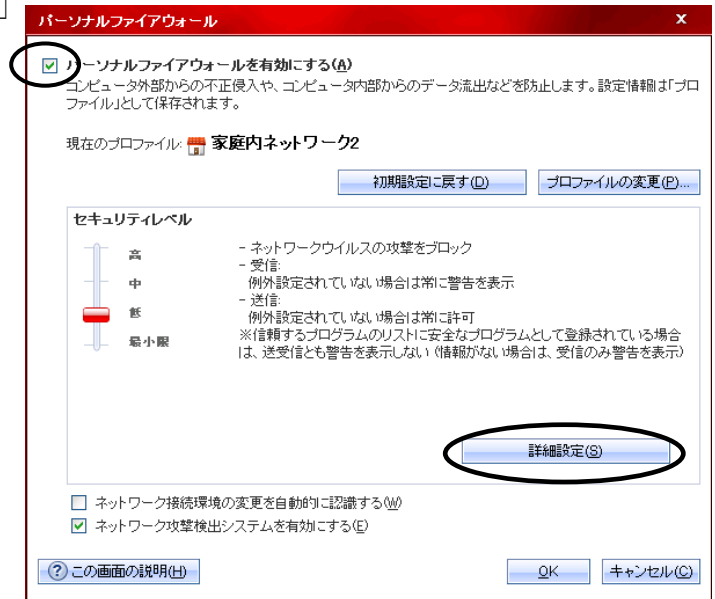 パーソナルファイアウォール x
パーソナルファイアウォールを有効にする(A)
コンピュータ外部からの不正侵入や、コンピュータ内部からのデータ流出などを防止します。設定情報は「プロ
ファイル」として保存されます。
現在のプロファイル: 家庭内ネットワーク2
初期設定に戻す(D) プロファイルの変更(P)...
セキュリティレベル
高
中
低
最小限
- ネットワークウイルスの攻撃をブロック
- 受信:
例外設定されていない場合は常に警告を表示
- 送信:
例外設定されていない場合は常に許可
※信頼するプログラムのリストに安全なプログラムとして登録されている場合
は、送受信とも警告を表示しない (情報がない場合は、受信のみ警告を表示)
詳細設定(S)
ネットワーク接続環境の変更を自動的に認識する(W)
ネットワーク攻撃検出システムを有効にする(E)
? この画面の説明(H) OK キャンセル(C)